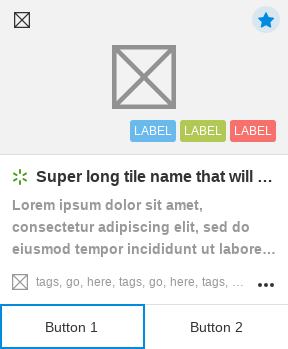 LABEL LABEL LABEL
Super long tile name that will ...
Lorem ipsum dolor sit amet,
consectetur adipiscing elit, sed do
eiusmod tempor incididunt ut labore...
tags, go, here, tags, go, here, tags, ...
Button 1 Button 2